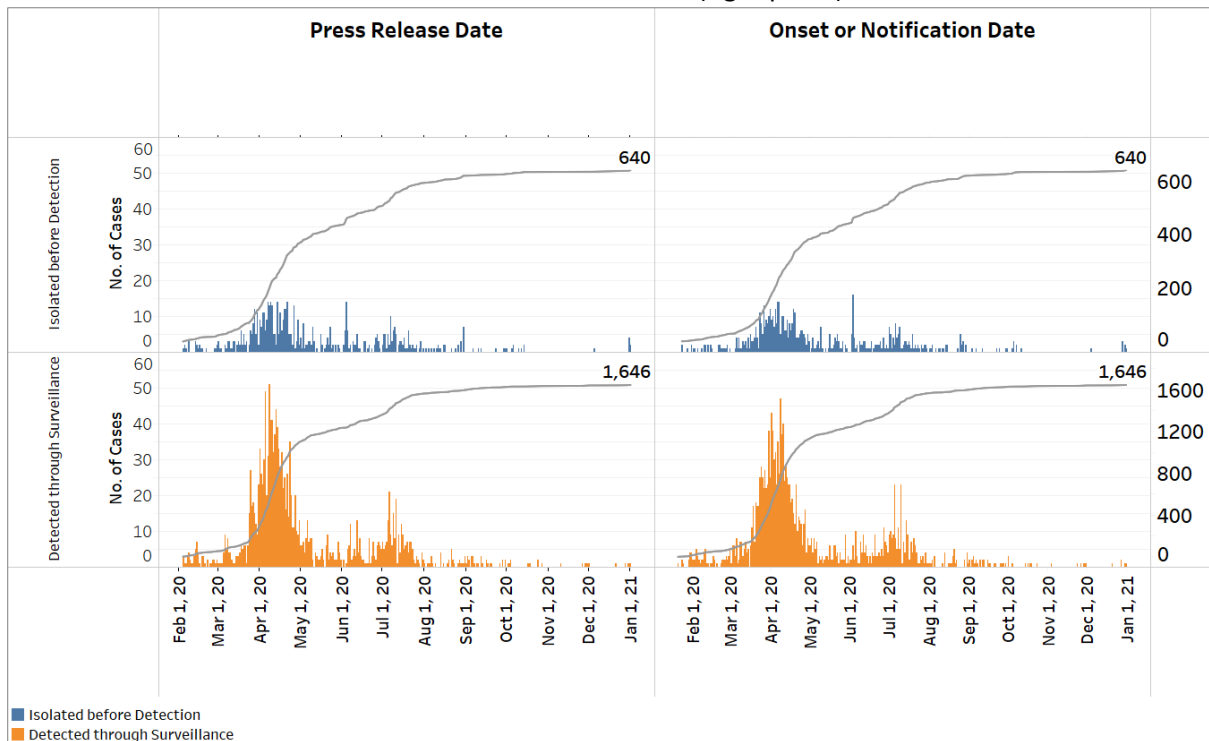 Press Release Date
Onset or Notification Date
Isolated before Detection
No. of Cases
60
50
40
30
20
10
0
640
640
600
400
200
0
Detected through Surveillance
No. of Cases
60
50
40
30
20
10
0
1,646
1,646
1600
1200
800
400
0
Feb 1, 20
Mar 1, 20
Apr 1, 20
May 1, 20
Jun 1, 20
Jul 1, 20
Aug 1, 20
Sep 1, 20
Oct 1, 20
Nov 1, 20
Dec 1, 20
Jan 1, 21
Feb 1, 20
Mar 1, 20
Apr 1, 20
May 1, 20
Jun 1, 20
Jul 1, 20
Aug 1, 20
Sep 1, 20
Oct 1, 20
Nov 1, 20
Dec 1, 20
Jan 1, 21
Isolated before Detection
Detected through Surveillance